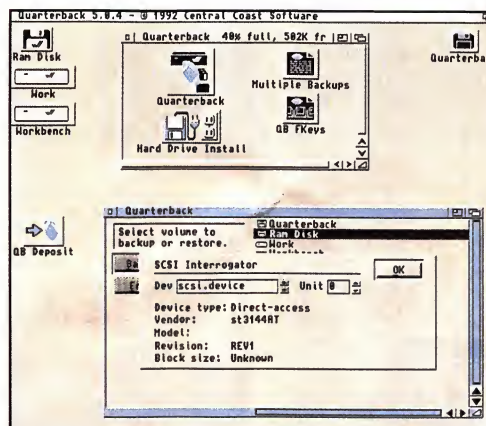 Quarterback 5.0.4 - © 1992 Central Coast Software
Ram Disk
Work
Workbench
Quarterback 40% full, 502K fr
Quarterback
Multiple Backups
Hard Drive Install
QB FKeys
Quarterba
QB Deposit
Quarterback
Select volume to
backup or restore.
Quarterback
Ram Disk
Work
Ba
SCSI Interrogator
OK
Dev scsi.device
Unit 0
Device type: Direct-access
Vendor: st3144AT
Model:
Revision: REV1
Block size: Unknown